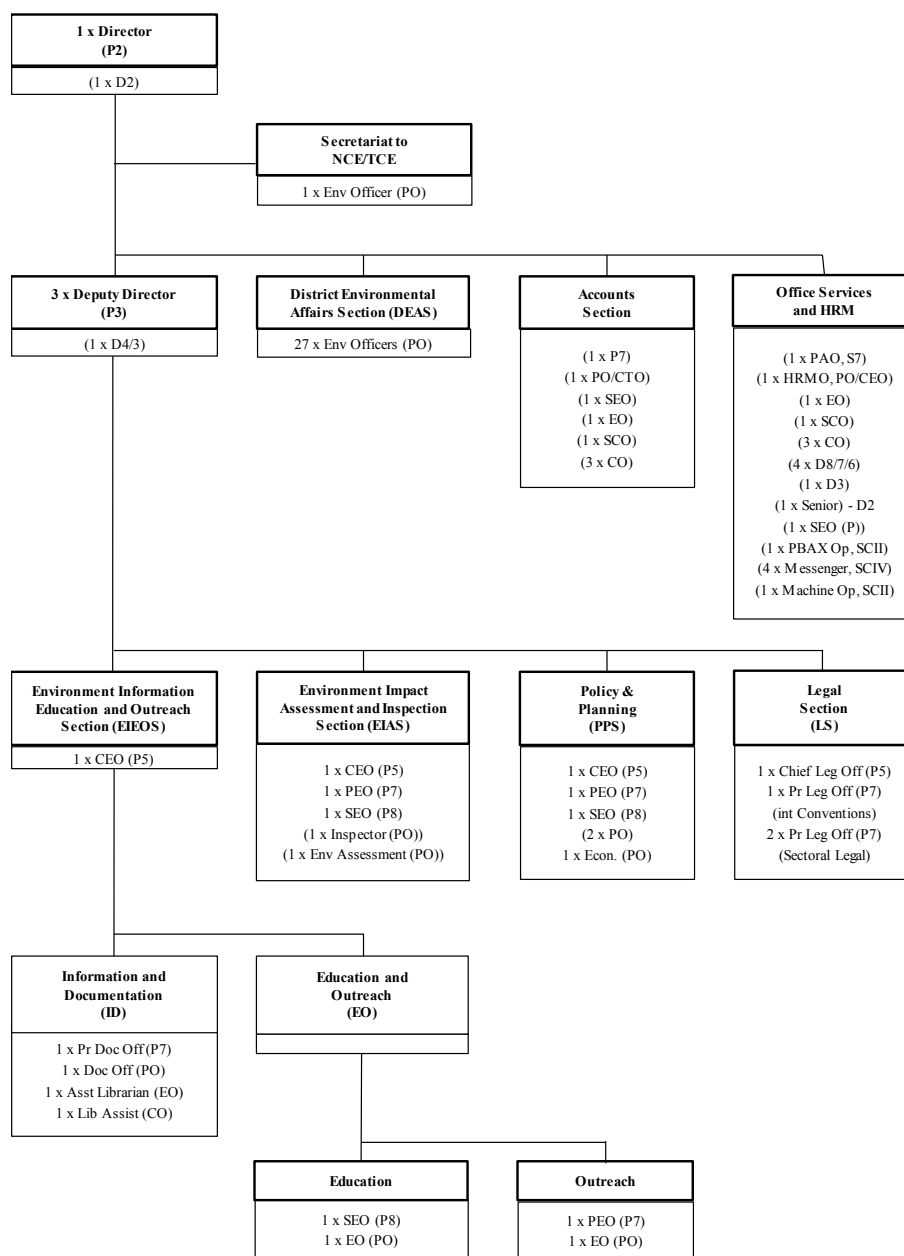 1 x Director
(P2)
(1 x D2)
Secretariat to
NCE/TCE
1 x Env Officer (PO)
3 x Deputy Director
(P3)
(1 x D4/3)
District Environmental
Affairs Section (DEAS)
27 x Env Officers (PO)
Accounts
Section
(1 x P7)
(1 x PO/CTO)
(1 x SEO)
(1 x EO)
(1 x SCO)
(3 x CO)
Office Services
and HRM
(1 x PAO, S7)
(1 x HRMO, PO/CEO)
(1 x EO)
(1 x SCO)
(3 x CO)
(4 x D8/7/6)
(1 x D3)
(1 x Senior) - D2
(1 x SEO (P))
(1 x PBAX Op, SCII)
(4 x Messenger, SCIV)
(1 x Machine Op, SCII)
Environment Information
Education and Outreach
Section (EIEOS)
1 x CEO (P5)
Environment Impact
Assessment and Inspection
Section (EIAS)
1 x CEO (P5)
1 x PEO (P7)
1 x SEO (P8)
(1 x Inspector (PO))
(1 x Env Assessment (PO))
Policy &
Planning
(PPS)
1 x CEO (P5)
1 x PEO (P7)
1 x SEO (P8)
(2 x PO)
1 x Econ. (PO)
Legal
Section
(LS)
1 x Chief Leg Off (P5)
1 x Pr Leg Off (P7)
(int Conventions)
2 x Pr Leg Off (P7)
(Sectoral Legal)
Information and
Documentation
(ID)
1 x Pr Doc Off (P7)
1 x Doc Off (PO)
1 x Asst Librarian (EO)
1 x Lib Assist (CO)
Education and
Outreach
(EO)
Education
1 x SEO (P8)
1 x EO (PO)
Outreach
1 x PEO (P7)
1 x EO (PO)